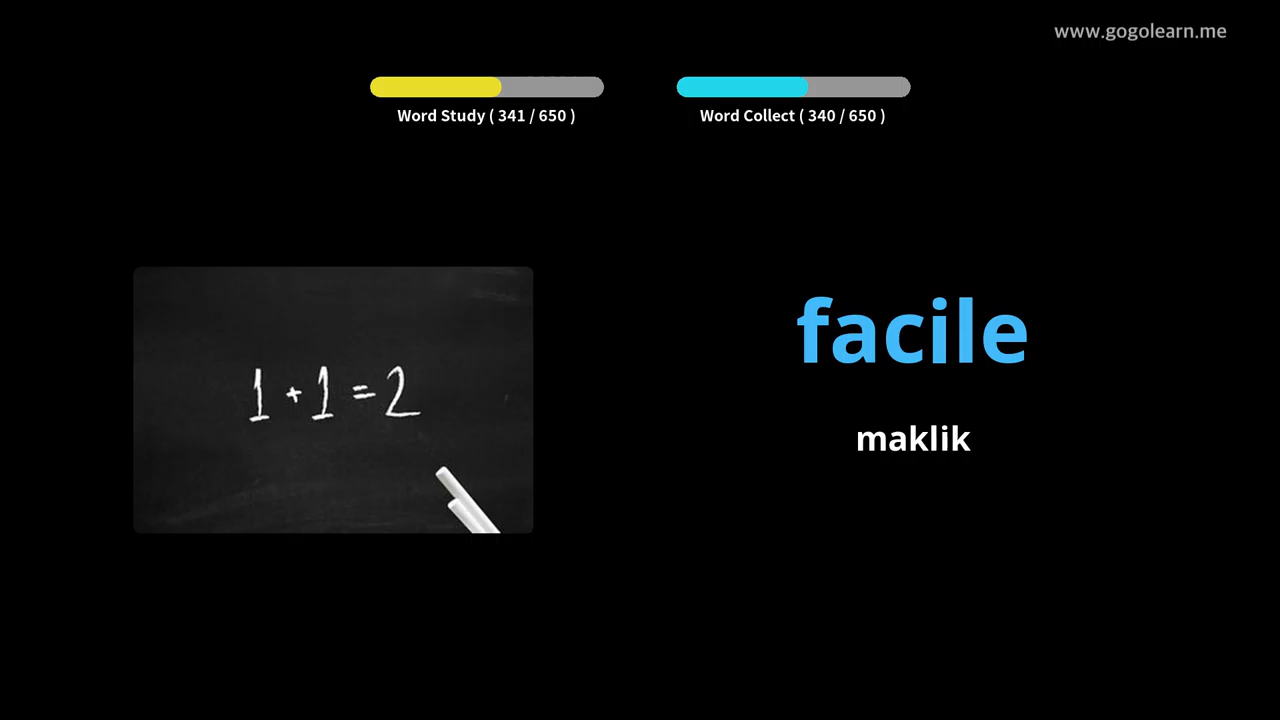 www.gogolearn.me
Word Study ( 341 / 650 )
Word Collect ( 340 / 650 )
1 + 1 = 2
facile
maklik